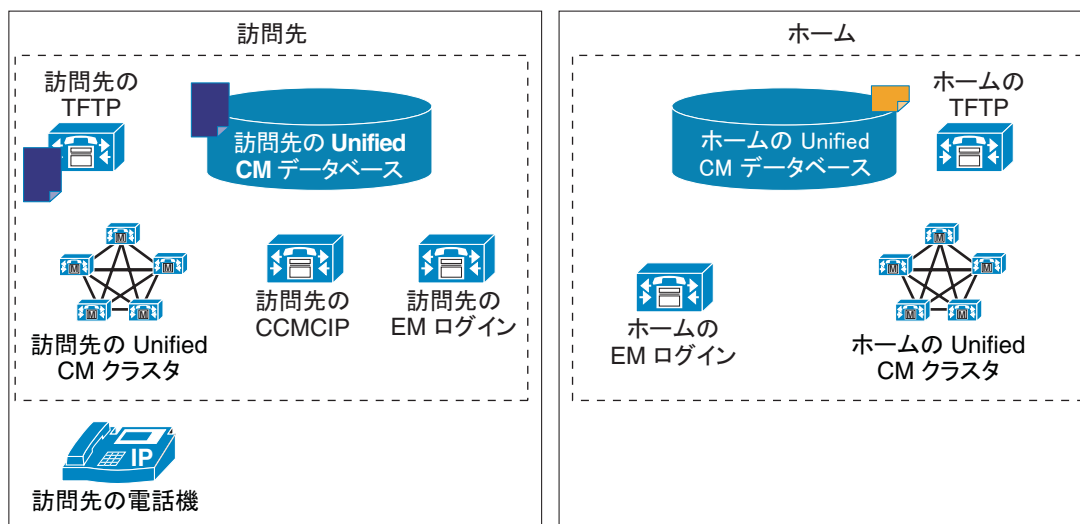 訪問先
訪問先の
TFTP
訪問先の Unified
CM データベース
M
M
M
M
M
訪問先の Unified
CM クラスタ
訪問先の
CCMCIP
訪問先の
EM ログイン
IP
訪問先の電話機
ホーム
ホームの Unified
CM データベース
ホームの
TFTP
ホームの
EM ログイン
M
M
M
M
M
ホームの Unified
CM クラスタ